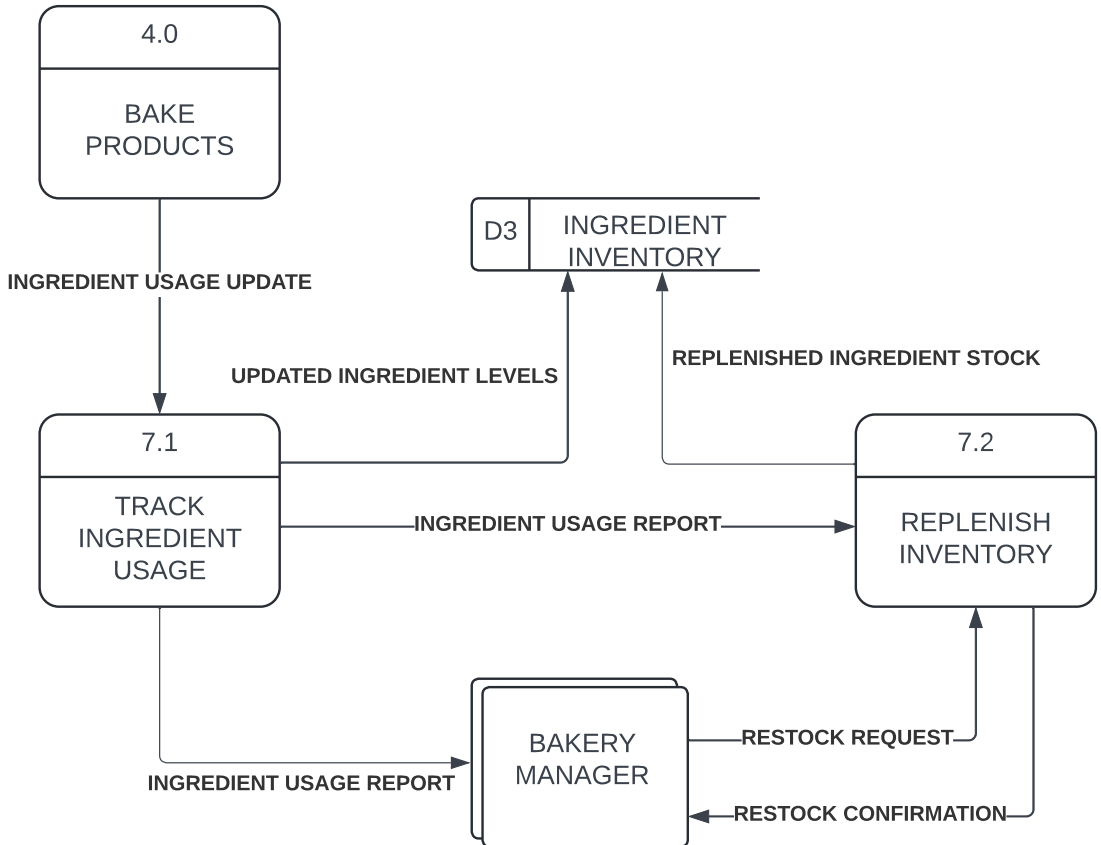 4.0
BAKE
PRODUCTS
INGREDIENT USAGE UPDATE
D3
INGREDIENT
INVENTORY
UPDATED INGREDIENT LEVELS
REPLENISHED INGREDIENT STOCK
7.1
TRACK
INGREDIENT
USAGE
INGREDIENT USAGE REPORT
7.2
REPLENISH
INVENTORY
INGREDIENT USAGE REPORT
BAKERY
MANAGER
RESTOCK REQUEST
RESTOCK CONFIRMATION